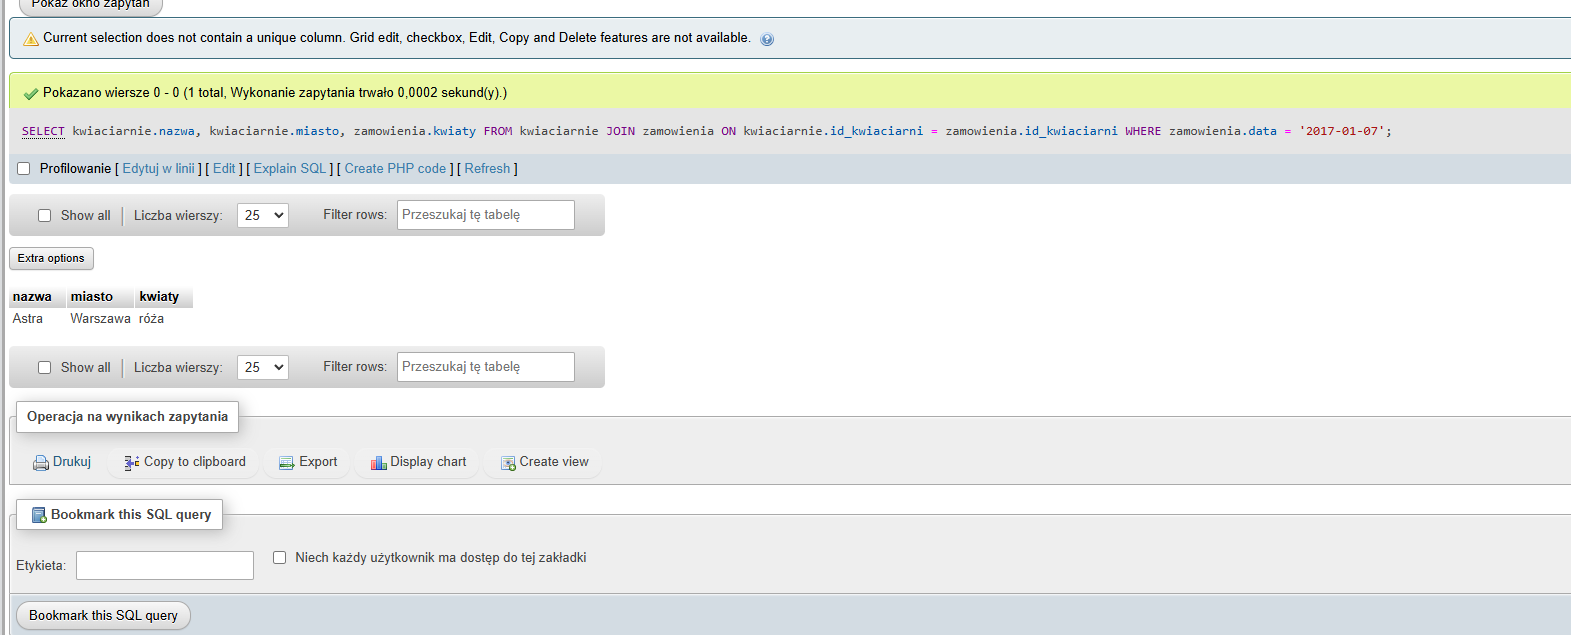 Pokaż okno zapytań
Current selection does not contain a unique column. Grid edit, checkbox, Edit, Copy and Delete features are not available.
Pokazano wiersze 0 - 0 (1 total, Wykonanie zapytania trwało 0,0002 sekund(y).)
SELECT kwiaciarnie.nazwa, kwiaciarnie.miasto, zamowienia.kwiaty FROM kwiaciarnie JOIN zamowienia ON kwiaciarnie.id_kwiaciarni = zamowienia.id_kwiaciarni WHERE zamowienia.data = '2017-01-07';
Profilowanie [ Edytuj w linii ] [ Edit ] [ Explain SQL ] [ Create PHP code ] [ Refresh ]
Show all Liczba wierszy: 25 Filter rows: Przeszukaj tę tabelę
Extra options
nazwa miasto kwiaty
Astra Warszawa róża
Show all Liczba wierszy: 25 Filter rows: Przeszukaj tę tabelę
Operacja na wynikach zapytania
Drukuj Copy to clipboard Export Display chart Create view
Bookmark this SQL query
Etykieta: Niech każdy użytkownik ma dostęp do tej zakładki
Bookmark this SQL query